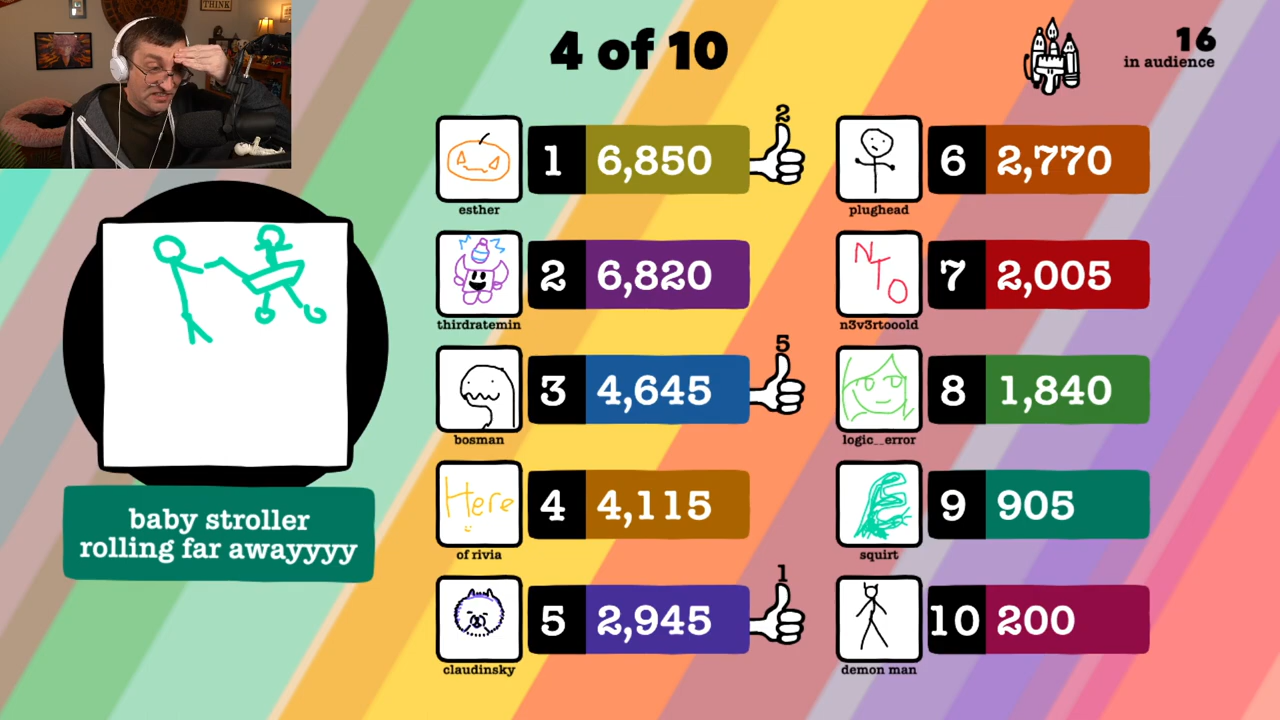 THINK
4 of 10
16
in audience
baby stroller
rolling far awayyyy
esther
1 6,850
2
thirdratemin
2 6,820
bosman
3 4,645
5
Here
of rivia
4 4,115
claudinsky
5 2,945
1
plughead
6 2,770
NTO
n3v3rtooold
7 2,005
logic__error
8 1,840
squirt
9 905
demon man
10 200